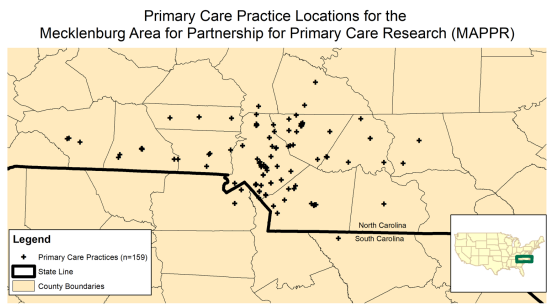 Primary Care Practice Locations for the
Mecklenburg Area for Partnership for Primary Care Research (MAPPR)
North Carolina
South Carolina
Legend
Primary Care Practices (n=159)
State Line
County Boundaries